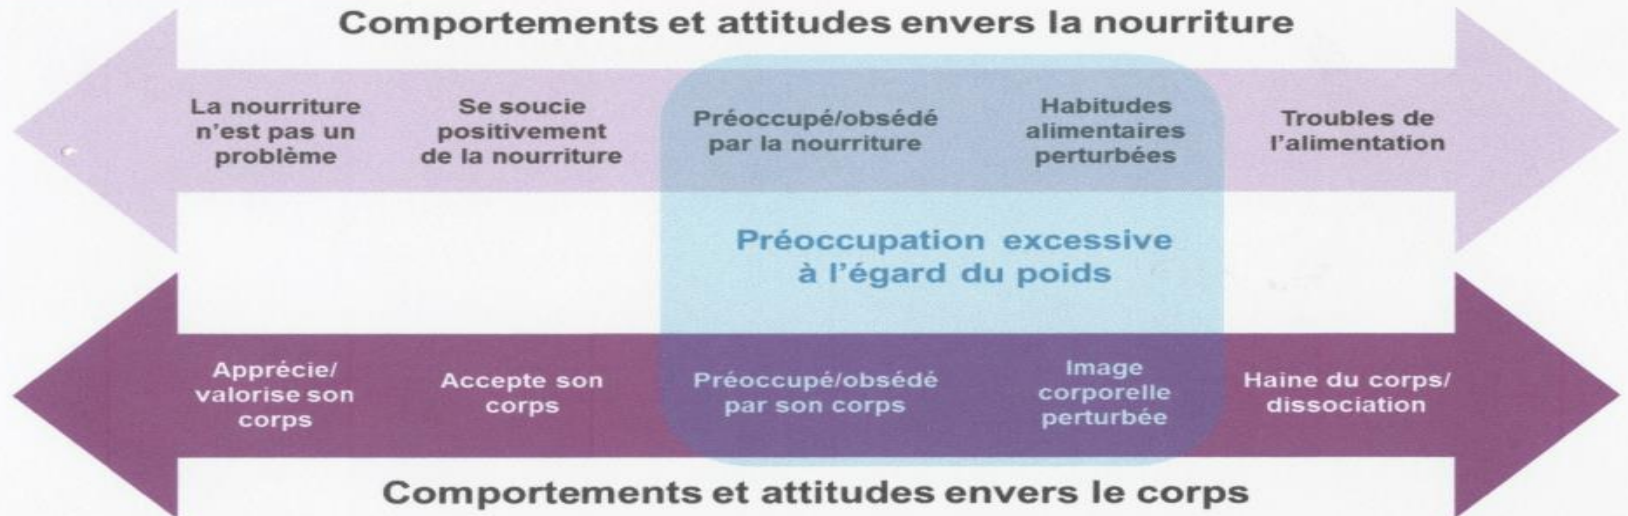 Comportements et attitudes envers la nourriture
La nourriture
n'est pas un
problème
Se soucie
positivement
de la nourriture
Préoccupé/obsédé
par la nourriture
Habitudes
alimentaires
perturbées
Troubles de
l'alimentation
Préoccupation excessive
à l'égard du poids
Apprécie/
valorise son
corps
Accepte son
corps
Préoccupé/obsédé
par son corps
Image
corporelle
perturbée
Haine du corps/
dissociation
Comportements et attitudes envers le corps